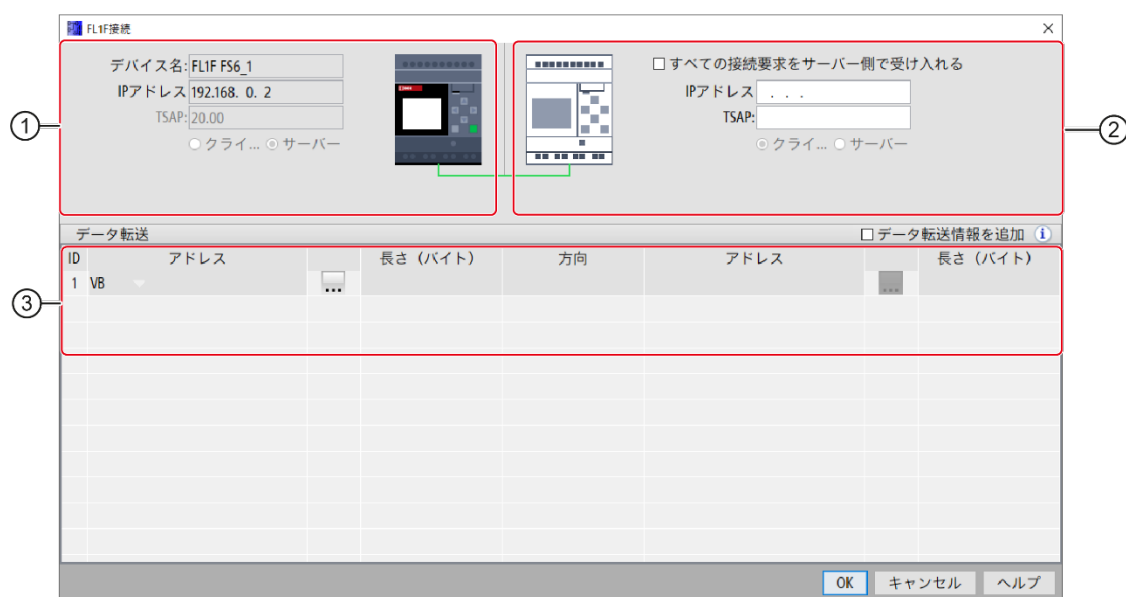 FL1F接続
デバイス名: FL1F FS6_1
IPアドレス 192.168. 0. 2
TSAP: 20.00
クライ... サーバー
①
すべての接続要求をサーバー側で受け入れる
IPアドレス . . .
TSAP:
クライ... サーバー
②
データ転送 データ転送情報を追加
ID アドレス 長さ（バイト） 方向 アドレス 長さ（バイト）
1 VB ... ...
③
OK キャンセル ヘルプ